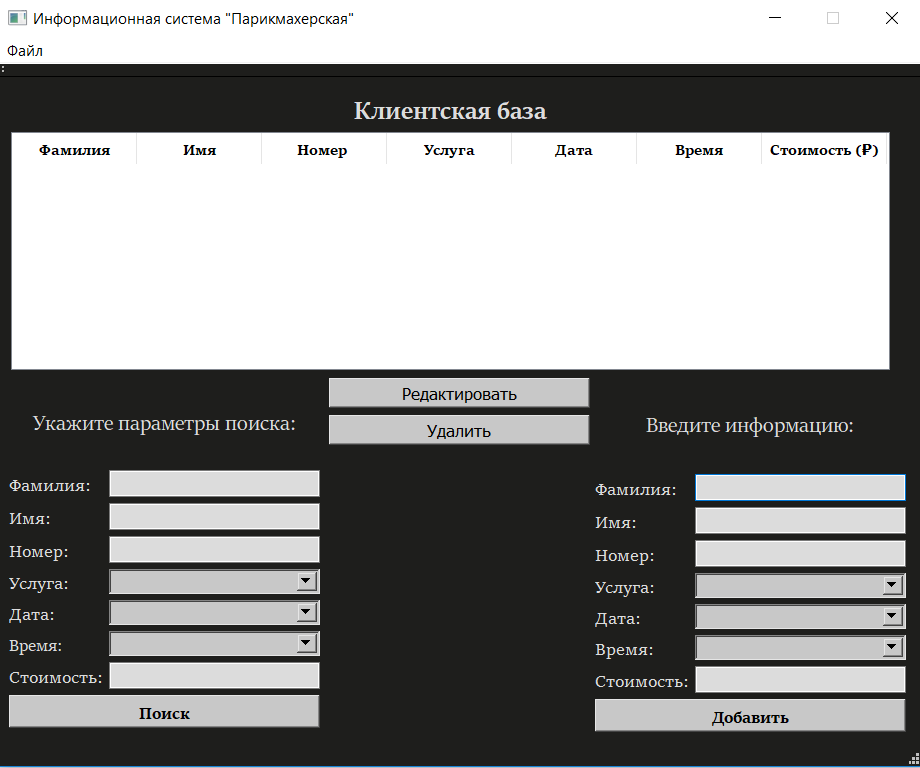 Информационная система "Парикмахерская"
Файл
Клиентская база
Фамилия Имя Номер Услуга Дата Время Стоимость (₽)
Редактировать
Удалить
Укажите параметры поиска:
Фамилия:
Имя:
Номер:
Услуга:
Дата:
Время:
Стоимость:
Поиск
Введите информацию:
Фамилия:
Имя:
Номер:
Услуга:
Дата:
Время:
Стоимость:
Добавить